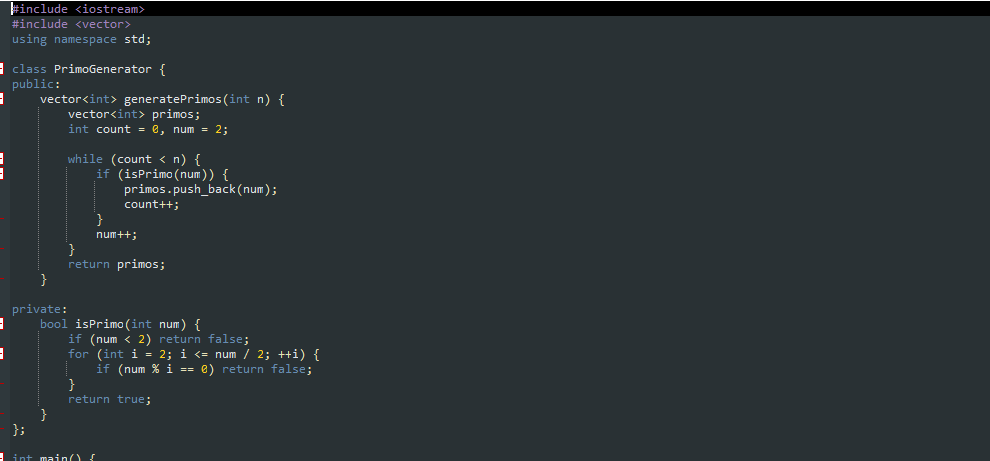 #include <iostream>
#include <vector>
using namespace std;

class PrimoGenerator {
public:
    vector<int> generatePrimos(int n) {
        vector<int> primos;
        int count = 0, num = 2;

        while (count < n) {
            if (isPrimo(num)) {
                primos.push_back(num);
                count++;
            }
            num++;
        }
        return primos;
    }

private:
    bool isPrimo(int num) {
        if (num < 2) return false;
        for (int i = 2; i <= num / 2; ++i) {
            if (num % i == 0) return false;
        }
        return true;
    }
};

int main() {